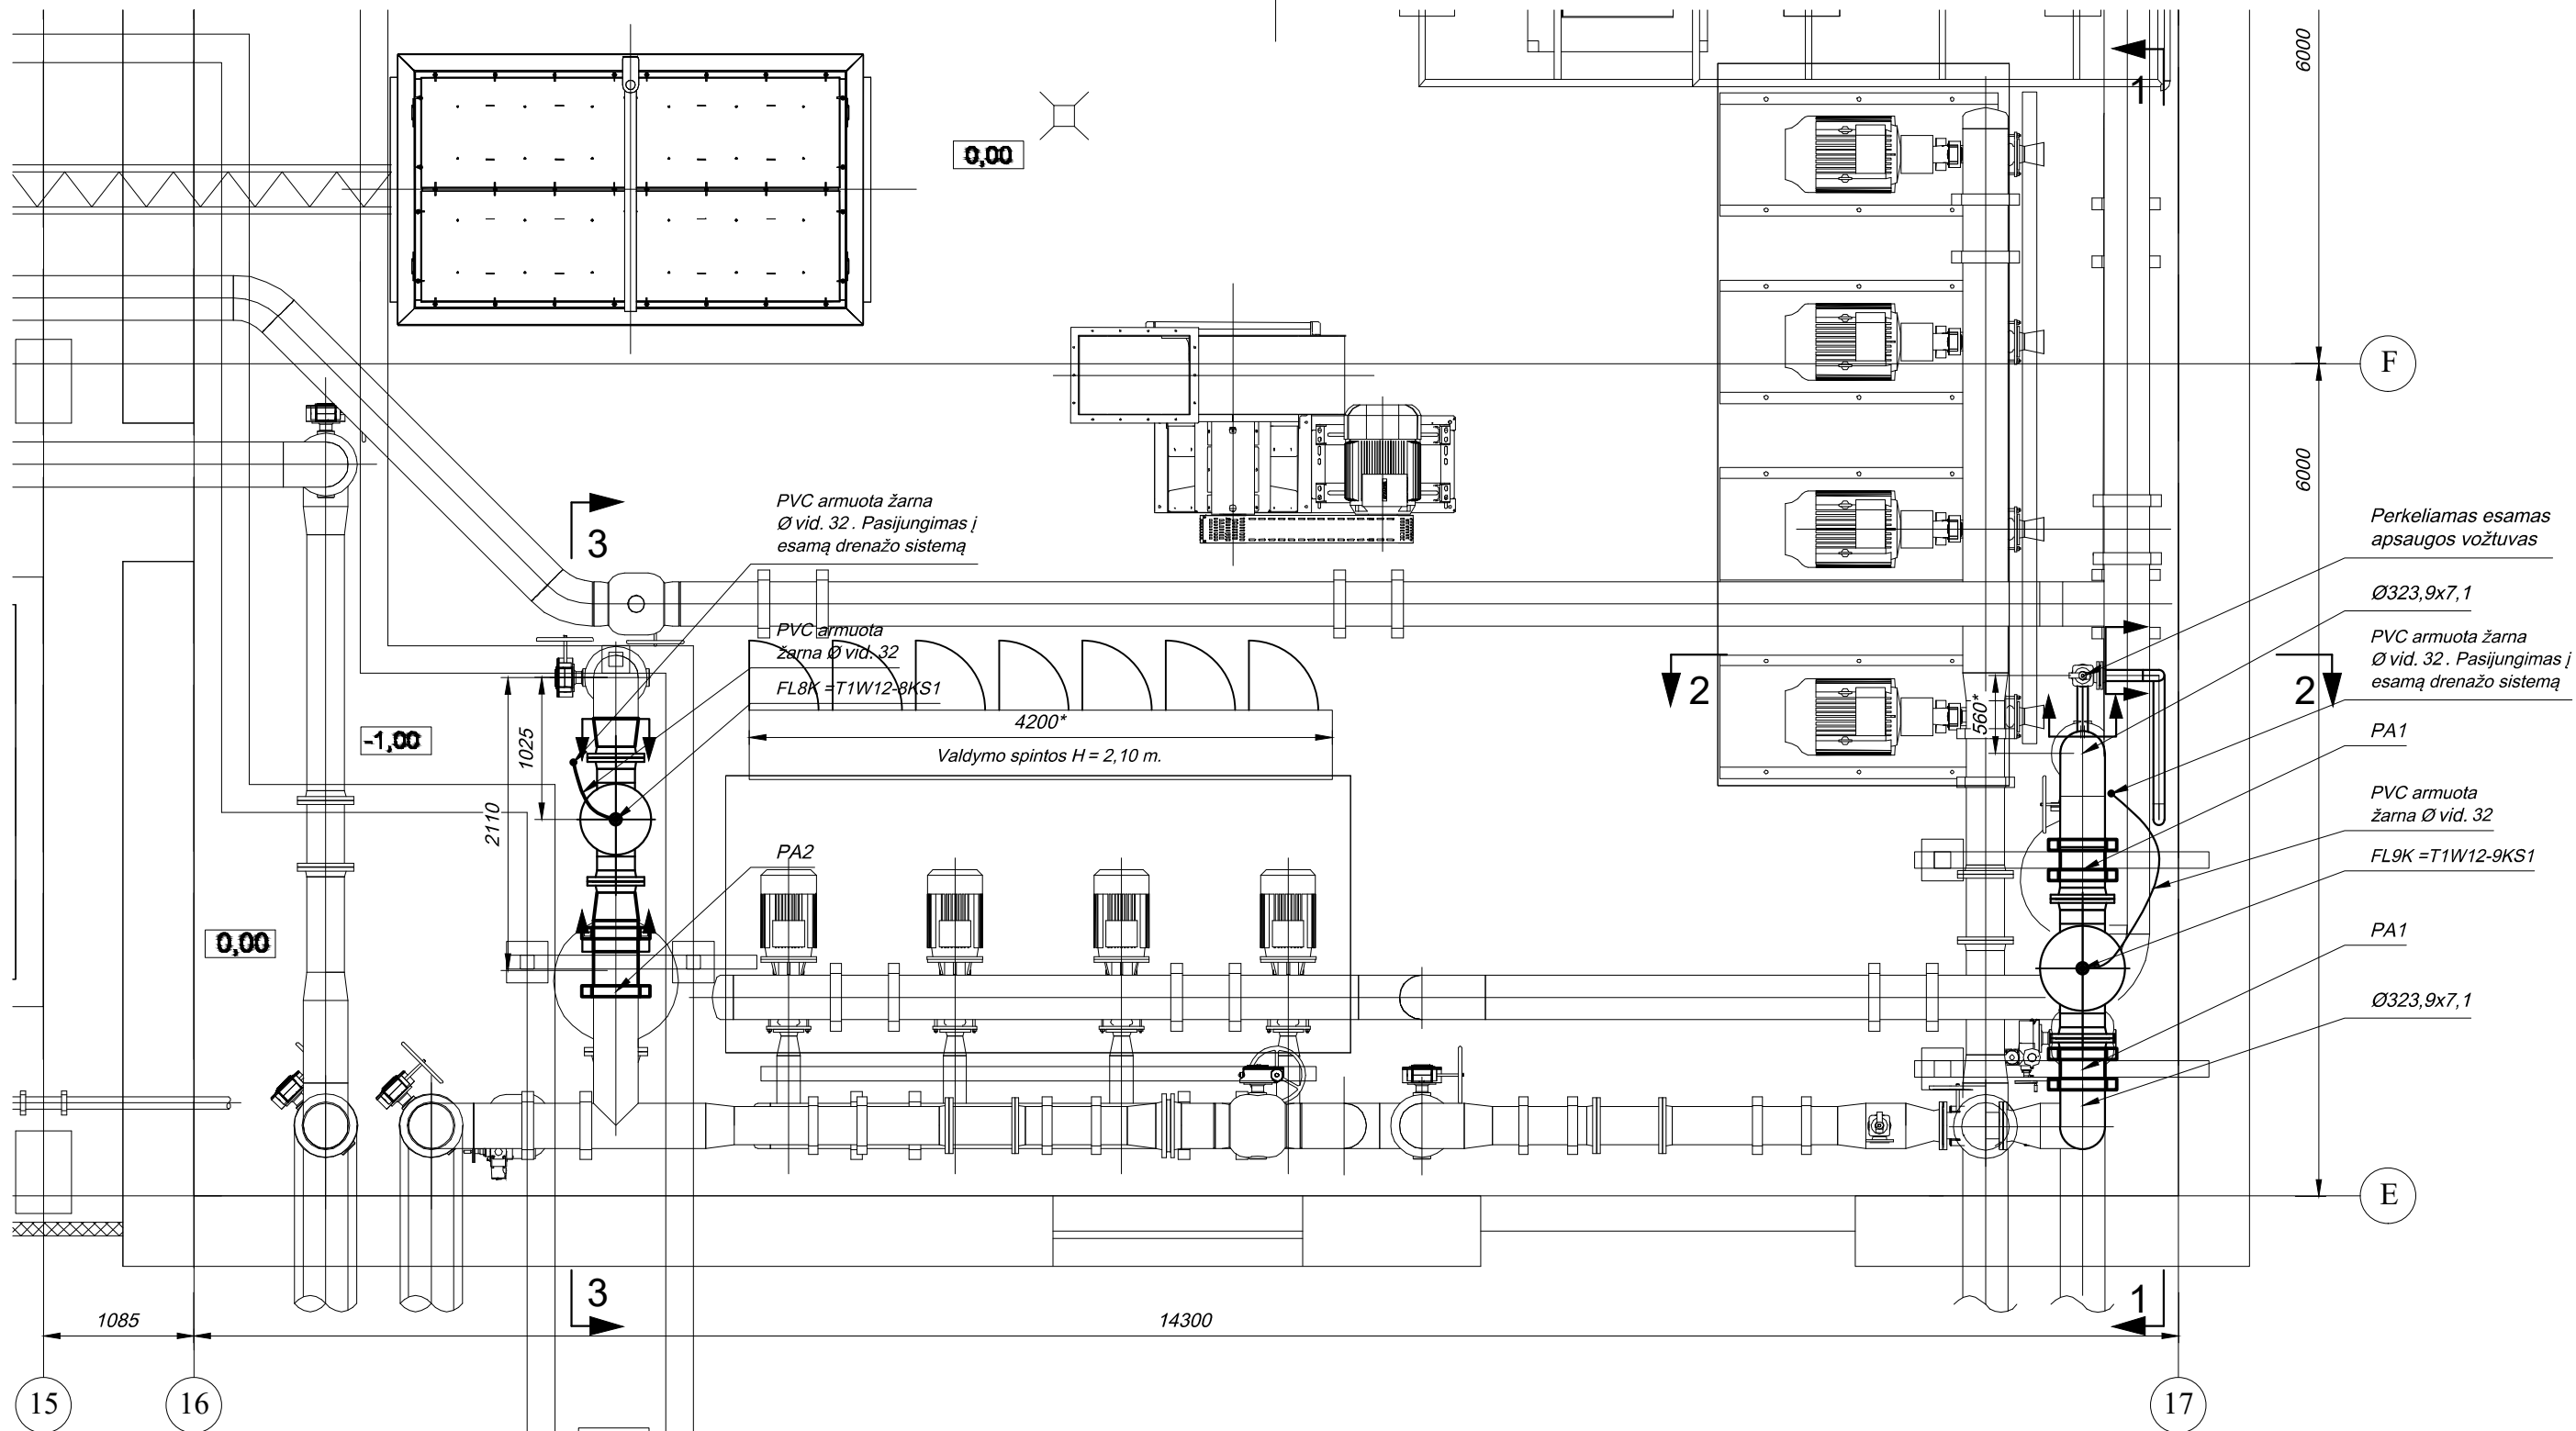 6000
1
0,00
F
6000
PVC armuota žarna
Ø vid. 32 . Pasijungimas į
esamą drenažo sistemą
3
Perkeliamas esamas
apsaugos vožtuvas
Ø323,9x7,1
PVC armuota
žarna Ø vid. 32
FL8K =T1W12-8KS1
PVC armuota žarna
Ø vid. 32 . Pasijungimas į
esamą drenažo sistemą
2
2
560*
4200*
Valdymo spintos H = 2,10 m.
-1,00
1025
2110
PA1
PVC armuota
žarna Ø vid. 32
PA2
FL9K =T1W12-9KS1
0,00
PA1
Ø323,9x7,1
E
3
1
1085
14300
15
16
17